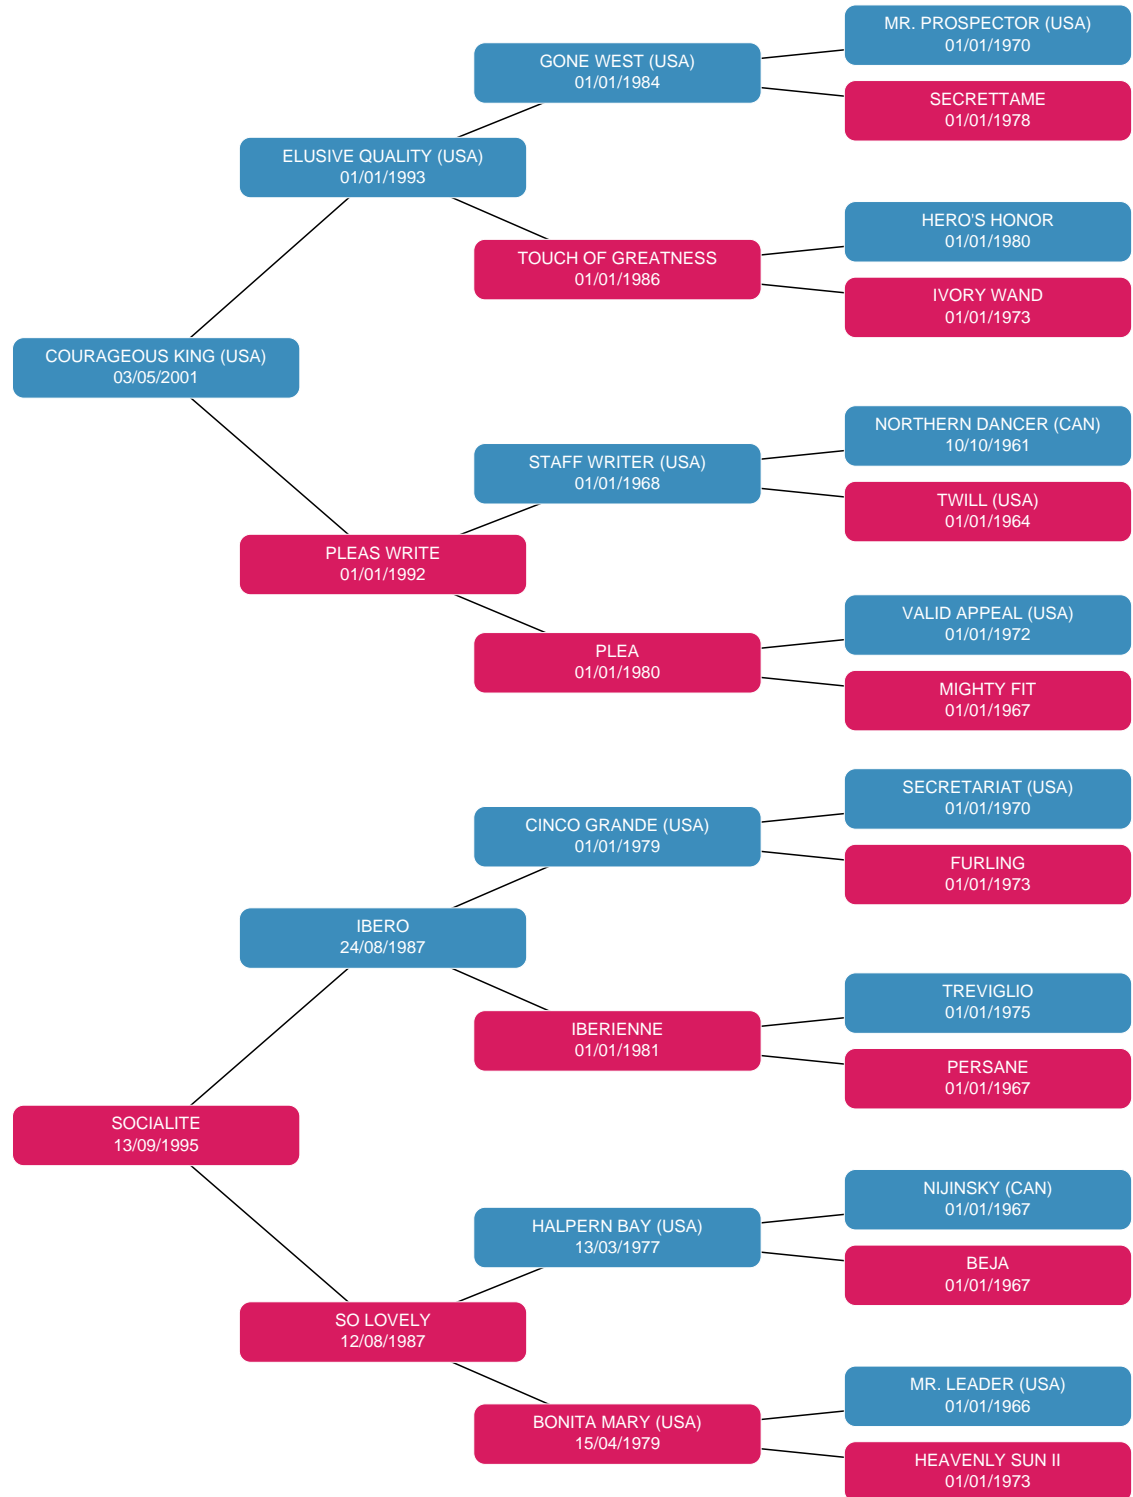 MR. PROSPECTOR (USA)
01/01/1970
GONE WEST (USA)
01/01/1984
SECRETTAME
01/01/1978
ELUSIVE QUALITY (USA)
01/01/1993
HERO'S HONOR
01/01/1980
TOUCH OF GREATNESS
01/01/1986
IVORY WAND
01/01/1973
COURAGEOUS KING (USA)
03/05/2001
NORTHERN DANCER (CAN)
10/10/1961
STAFF WRITER (USA)
01/01/1968
TWILL (USA)
01/01/1964
PLEAS WRITE
01/01/1992
VALID APPEAL (USA)
01/01/1972
PLEA
01/01/1980
MIGHTY FIT
01/01/1967
SECRETARIAT (USA)
01/01/1970
CINCO GRANDE (USA)
01/01/1979
FURLING
01/01/1973
IBERO
24/08/1987
TREVIGLIO
01/01/1975
IBERIENNE
01/01/1981
PERSANE
01/01/1967
SOCIALITE
13/09/1995
NIJINSKY (CAN)
01/01/1967
HALPERN BAY (USA)
13/03/1977
BEJA
01/01/1967
SO LOVELY
12/08/1987
MR. LEADER (USA)
01/01/1966
BONITA MARY (USA)
15/04/1979
HEAVENLY SUN II
01/01/1973